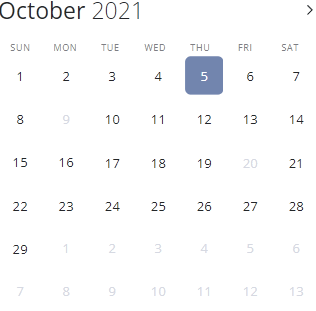 October 2021
SUN MON TUE WED THU FRI SAT
1 2 3 4 5 6 7
8 9 10 11 12 13 14
15 16 17 18 19 20 21
22 23 24 25 26 27 28
29 1 2 3 4 5 6
7 8 9 10 11 12 13